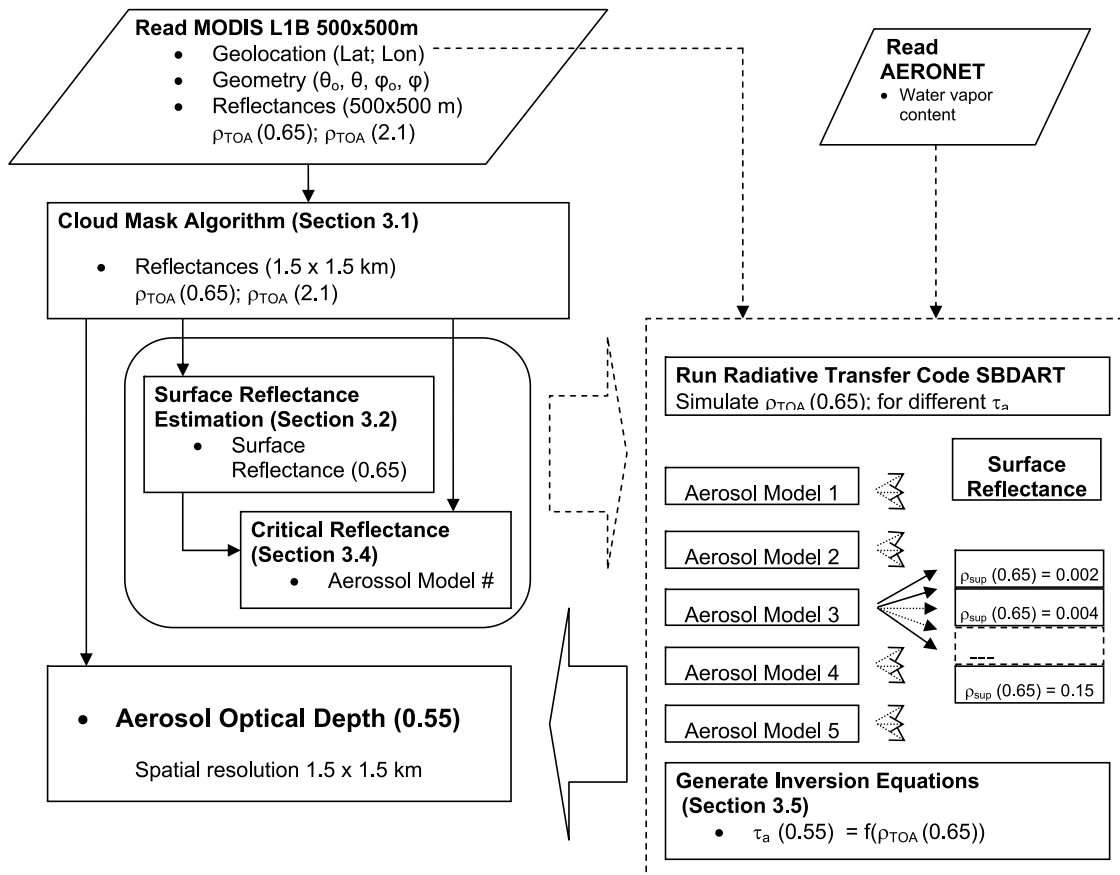 Read MODIS L1B 500x500m
• Geolocation (Lat; Lon)
• Geometry (θo, θ, φo, φ)
• Reflectances (500x500 m)
ρTOA (0.65); ρTOA (2.1)
Read
AERONET
• Water vapor
content
Cloud Mask Algorithm (Section 3.1)
• Reflectances (1.5 x 1.5 km)
ρTOA (0.65); ρTOA (2.1)
Surface Reflectance
Estimation (Section 3.2)
• Surface
Reflectance (0.65)
Critical Reflectance
(Section 3.4)
• Aerossol Model #
• Aerosol Optical Depth (0.55)
Spatial resolution 1.5 x 1.5 km
Run Radiative Transfer Code SBDART
Simulate ρTOA (0.65); for different τa
Surface
Reflectance
Aerosol Model 1
Aerosol Model 2
Aerosol Model 3
Aerosol Model 4
Aerosol Model 5
ρsup (0.65) = 0.002
ρsup (0.65) = 0.004
---
ρsup (0.65) = 0.15
Generate Inversion Equations
(Section 3.5)
• τa (0.55) = f(ρTOA (0.65))